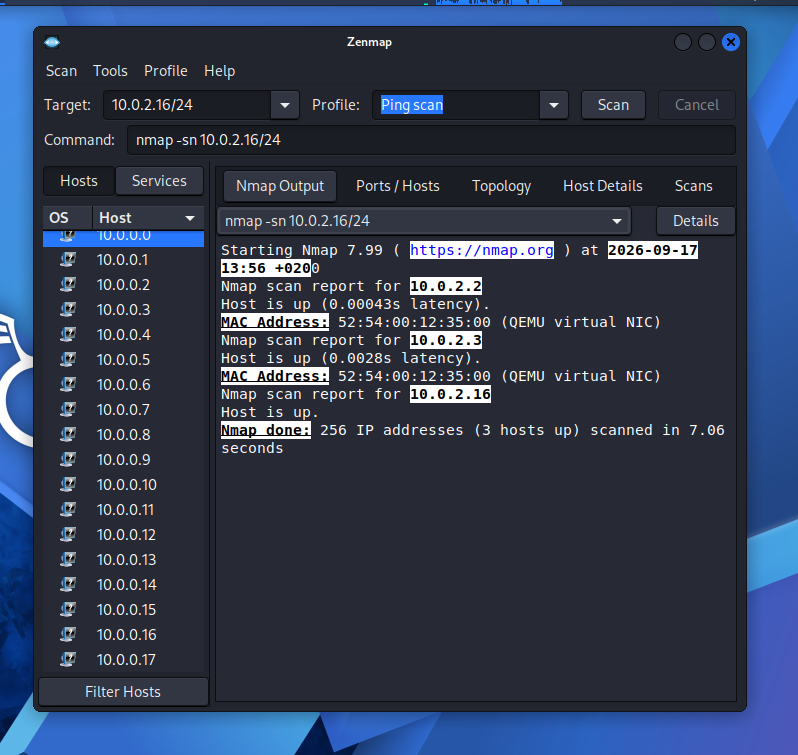 Zenmap
Scan Tools Profile Help
Target: 10.0.2.16/24 Profile: Ping scan Scan Cancel
Command: nmap -sn 10.0.2.16/24
Hosts Services
Nmap Output Ports / Hosts Topology Host Details Scans
OS Host
nmap -sn 10.0.2.16/24 Details
10.0.0.0
10.0.0.1
10.0.0.2
10.0.0.3
10.0.0.4
10.0.0.5
10.0.0.6
10.0.0.7
10.0.0.8
10.0.0.9
10.0.0.10
10.0.0.11
10.0.0.12
10.0.0.13
10.0.0.14
10.0.0.15
10.0.0.16
10.0.0.17
Filter Hosts
Starting Nmap 7.99 ( https://nmap.org ) at 2026-09-17
13:56 +0200
Nmap scan report for 10.0.2.2
Host is up (0.00043s latency).
MAC Address: 52:54:00:12:35:00 (QEMU virtual NIC)
Nmap scan report for 10.0.2.3
Host is up (0.0028s latency).
MAC Address: 52:54:00:12:35:00 (QEMU virtual NIC)
Nmap scan report for 10.0.2.16
Host is up.
Nmap done: 256 IP addresses (3 hosts up) scanned in 7.06
seconds